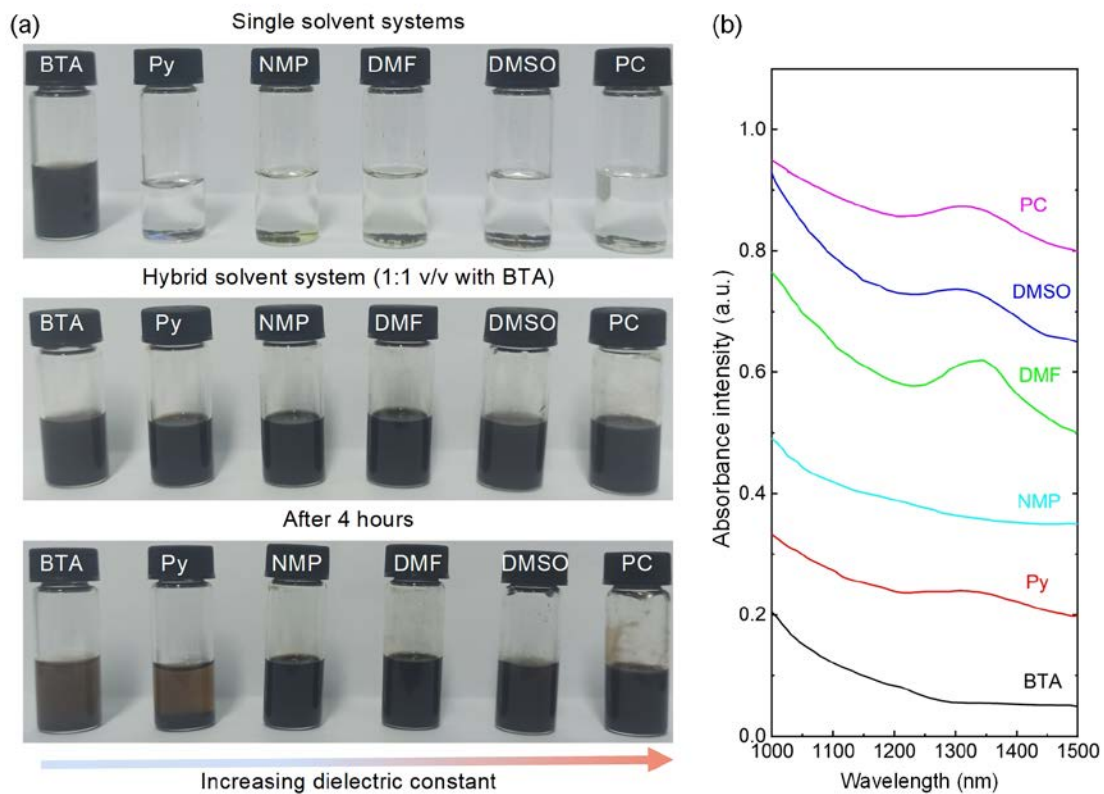 (a)
Single solvent systems
BTA Py NMP DMF DMSO PC
Hybrid solvent system (1:1 v/v with BTA)
BTA Py NMP DMF DMSO PC
After 4 hours
BTA Py NMP DMF DMSO PC
Increasing dielectric constant
(b)
Absorbance intensity (a.u.)
1.0
0.8
0.6
0.4
0.2
0.0
PC
DMSO
DMF
NMP
Py
BTA
1000 1100 1200 1300 1400 1500
Wavelength (nm)